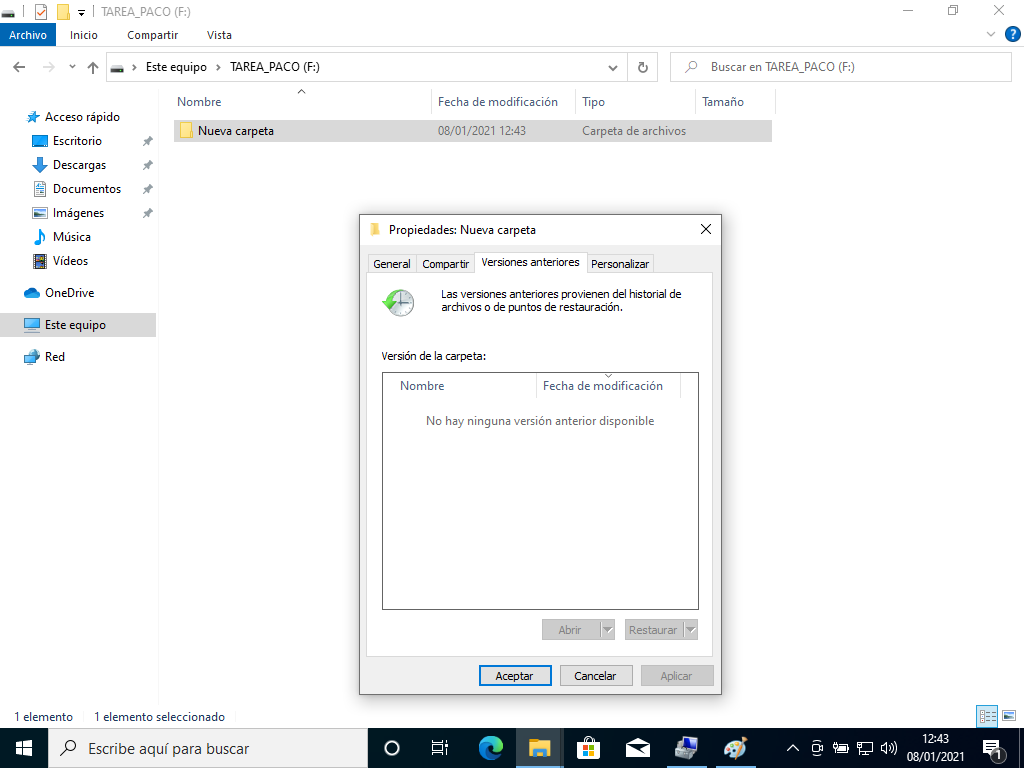 TAREA_PACO (F:)
Archivo Inicio Compartir Vista
Este equipo TAREA_PACO (F:) Buscar en TAREA_PACO (F:)
Nombre Fecha de modificación Tipo Tamaño
Nueva carpeta 08/01/2021 12:43 Carpeta de archivos
Acceso rápido
Escritorio
Descargas
Documentos
Imágenes
Música
Vídeos
OneDrive
Este equipo
Red
Propiedades: Nueva carpeta
General Compartir Versiones anteriores Personalizar
Las versiones anteriores provienen del historial de
archivos o de puntos de restauración.
Versión de la carpeta:
Nombre Fecha de modificación
No hay ninguna versión anterior disponible
Abrir Restaurar
Aceptar Cancelar Aplicar
1 elemento 1 elemento seleccionado
Escribe aquí para buscar
12:43
08/01/2021
1